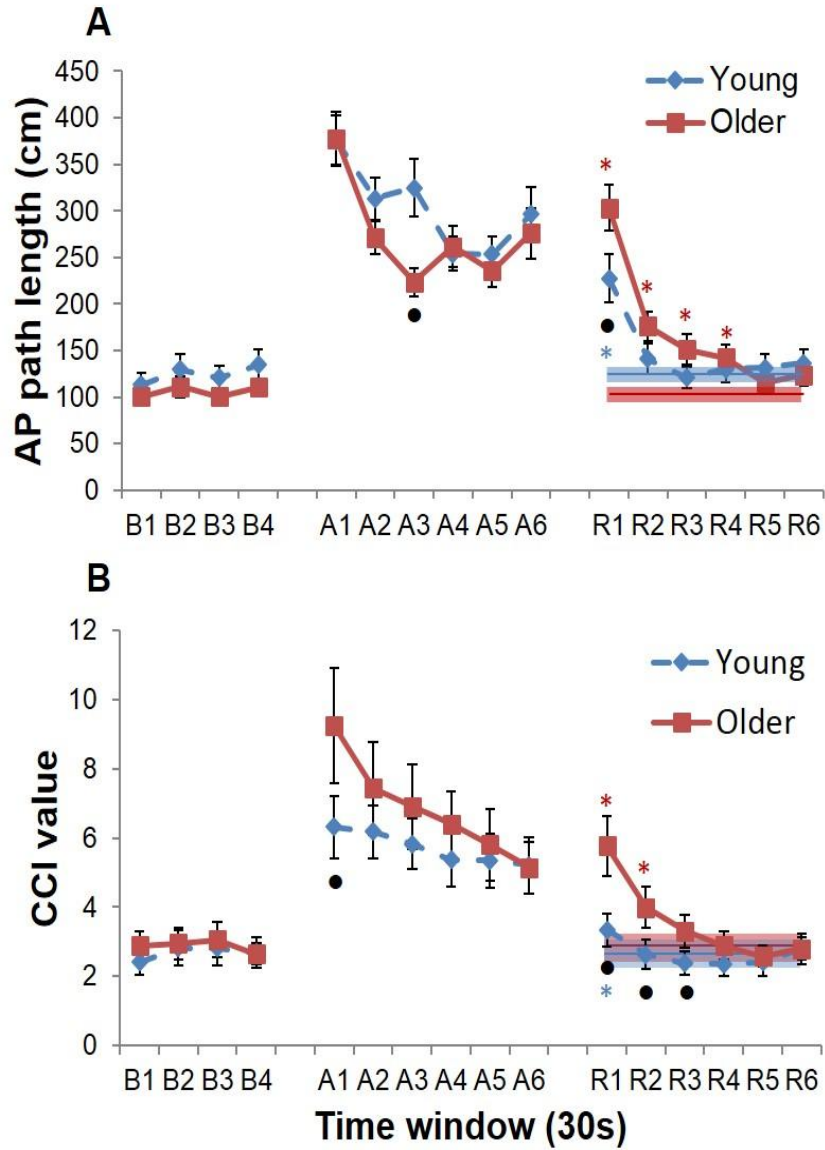 A
AP path length (cm)
450
400
350
300
250
200
150
100
50
0
Young
Older
*
*
*
*
*
B1 B2 B3 B4 A1 A2 A3 A4 A5 A6 R1 R2 R3 R4 R5 R6
B
CCI value
12
10
8
6
4
2
0
Young
Older
*
*
*
B1 B2 B3 B4 A1 A2 A3 A4 A5 A6 R1 R2 R3 R4 R5 R6
Time window (30s)